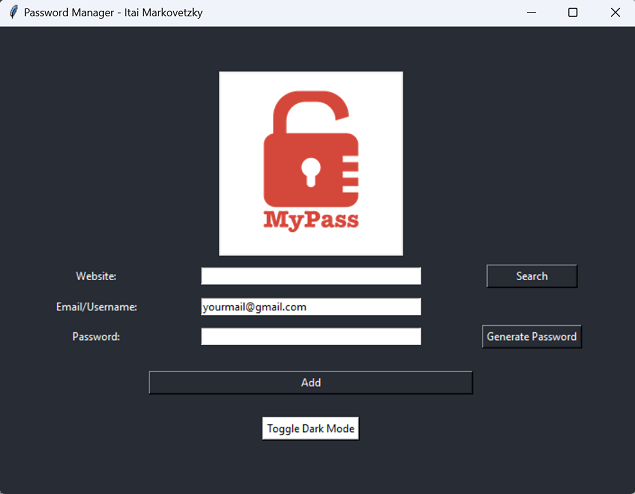 Password Manager - Itai Markovetzky
MyPass
Website:
Search
Email/Username:
yourmail@gmail.com
Password:
Generate Password
Add
Toggle Dark Mode